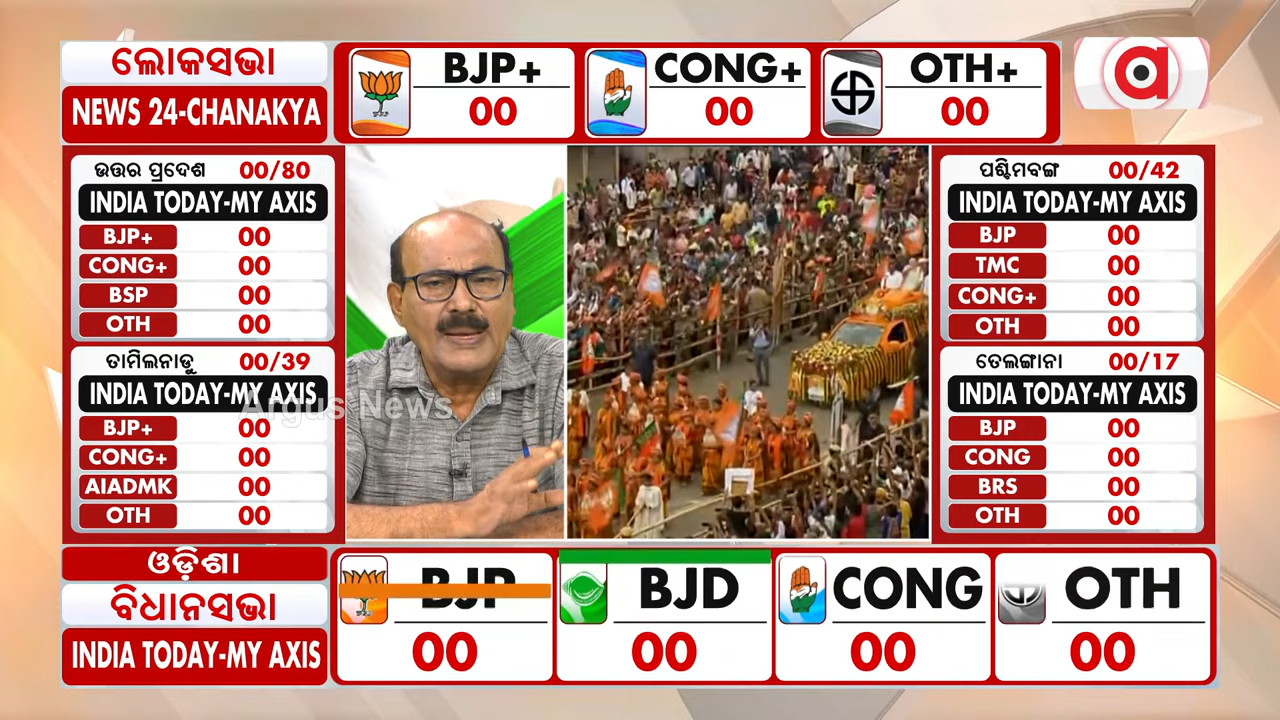 ଲୋକସଭା
NEWS 24-CHANAKYA
BJP+
00
CONG+
00
OTH+
00
a
ଉତ୍ତର ପ୍ରଦେଶ 00/80
INDIA TODAY-MY AXIS
BJP+ 00
CONG+ 00
BSP 00
OTH 00
ତାମିଲନାଡୁ 00/39
INDIA TODAY-MY AXIS
BJP+ 00
CONG+ 00
AIADMK 00
OTH 00
Argus News
ପଶ୍ଚିମବଙ୍ଗ 00/42
INDIA TODAY-MY AXIS
BJP 00
TMC 00
CONG+ 00
OTH 00
ତେଲଙ୍ଗାନା 00/17
INDIA TODAY-MY AXIS
BJP 00
CONG 00
BRS 00
OTH 00
ଓଡ଼ିଶା
ବିଧାନସଭା
INDIA TODAY-MY AXIS
BJP
00
BJD
00
CONG
00
OTH
00